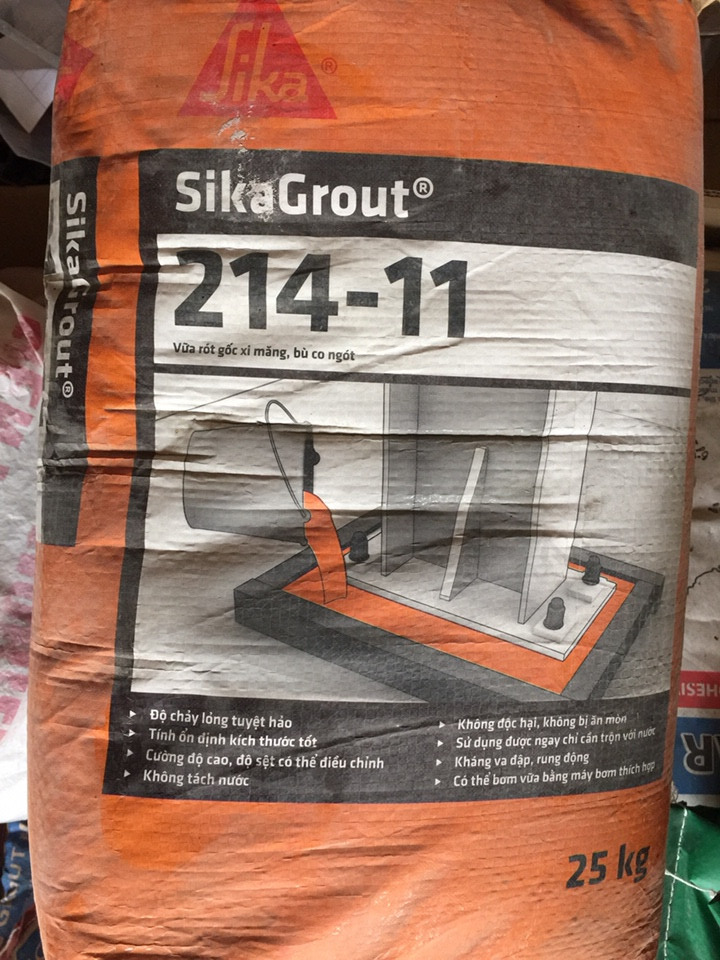 Sika®
SikaGrout®
SikaGrout®
214-11
Vữa rót gốc xi măng, bù co ngót
▸ Độ chảy lỏng tuyệt hảo
▸ Tính ổn định kích thước tốt
▸ Cường độ cao, độ sệt có thể điều chỉnh
▸ Không tách nước
▸ Không độc hại, không bị ăn mòn
▸ Sử dụng được ngay chỉ cần trộn với nước
▸ Kháng va đập, rung động
▸ Có thể bơm vữa bằng máy bơm thích hợp
25 kg